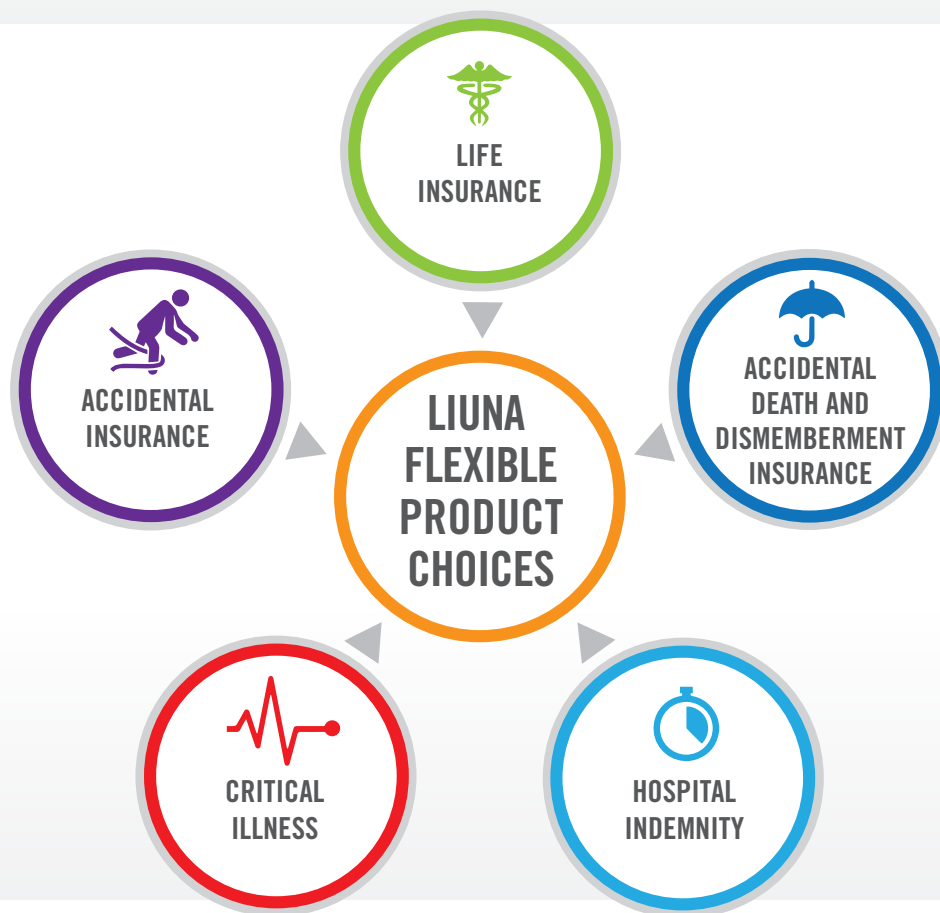 LIFE
INSURANCE
ACCIDENTAL
INSURANCE
ACCIDENTAL
DEATH AND
DISMEMBERMENT
INSURANCE
LIUNA
FLEXIBLE
PRODUCT
CHOICES
CRITICAL
ILLNESS
HOSPITAL
INDEMNITY